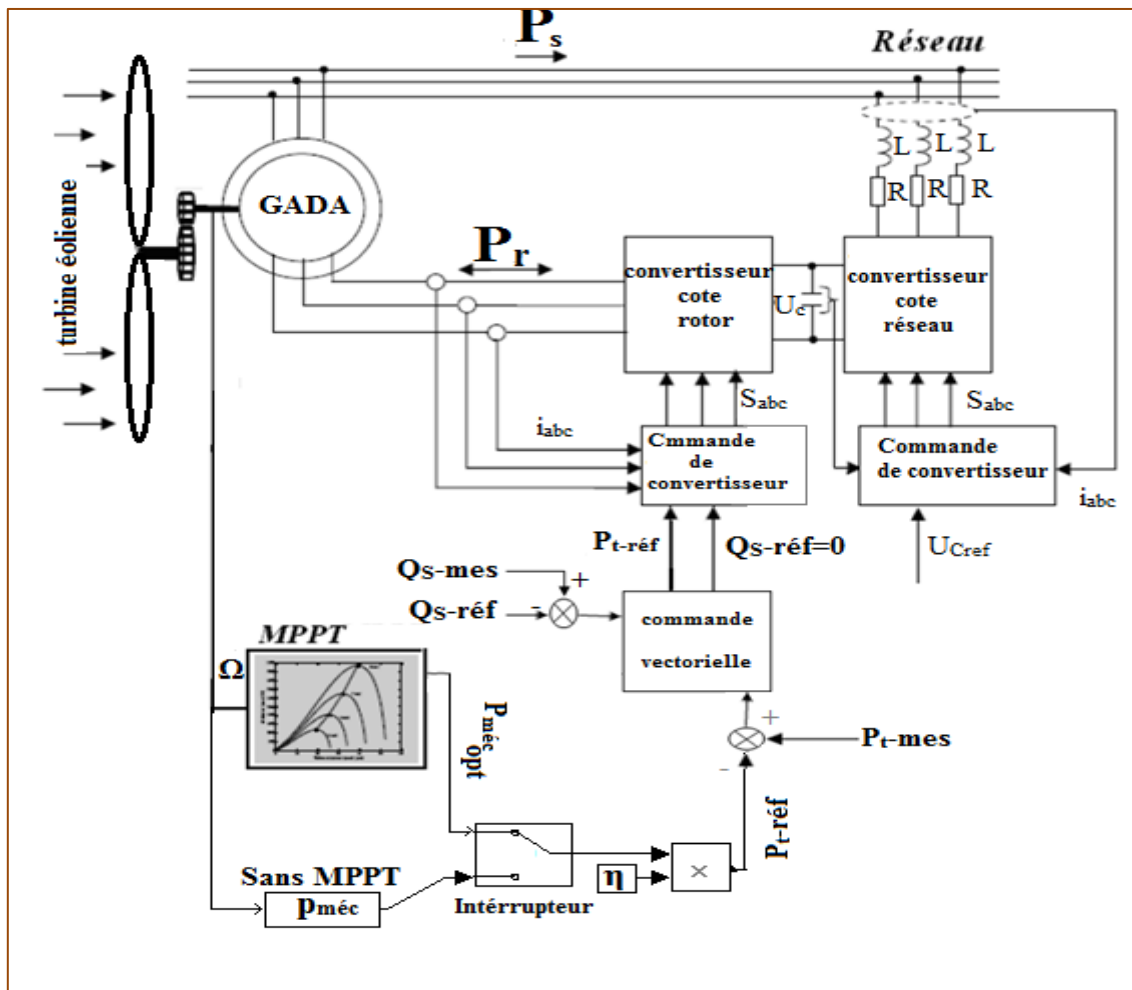 Ps
Réseau
turbine éolienne
GADA
L
L
L
R
R
R
Pr
convertisseur
cote
rotor
Uc
convertisseur
cote
réseau
Sabc
Sabc
iabc
Cmmande
de
convertisseur
Commande
de convertisseur
iabc
Pt-réf
Qs-réf=0
UCref
Qs-mes
+
Qs-réf
-
commande
vectorielle
MPPT
Ω
Pméc
opt
+
Pt-mes
-
Pt-réf
Sans MPPT
pméc
Intérrupteur
η
×